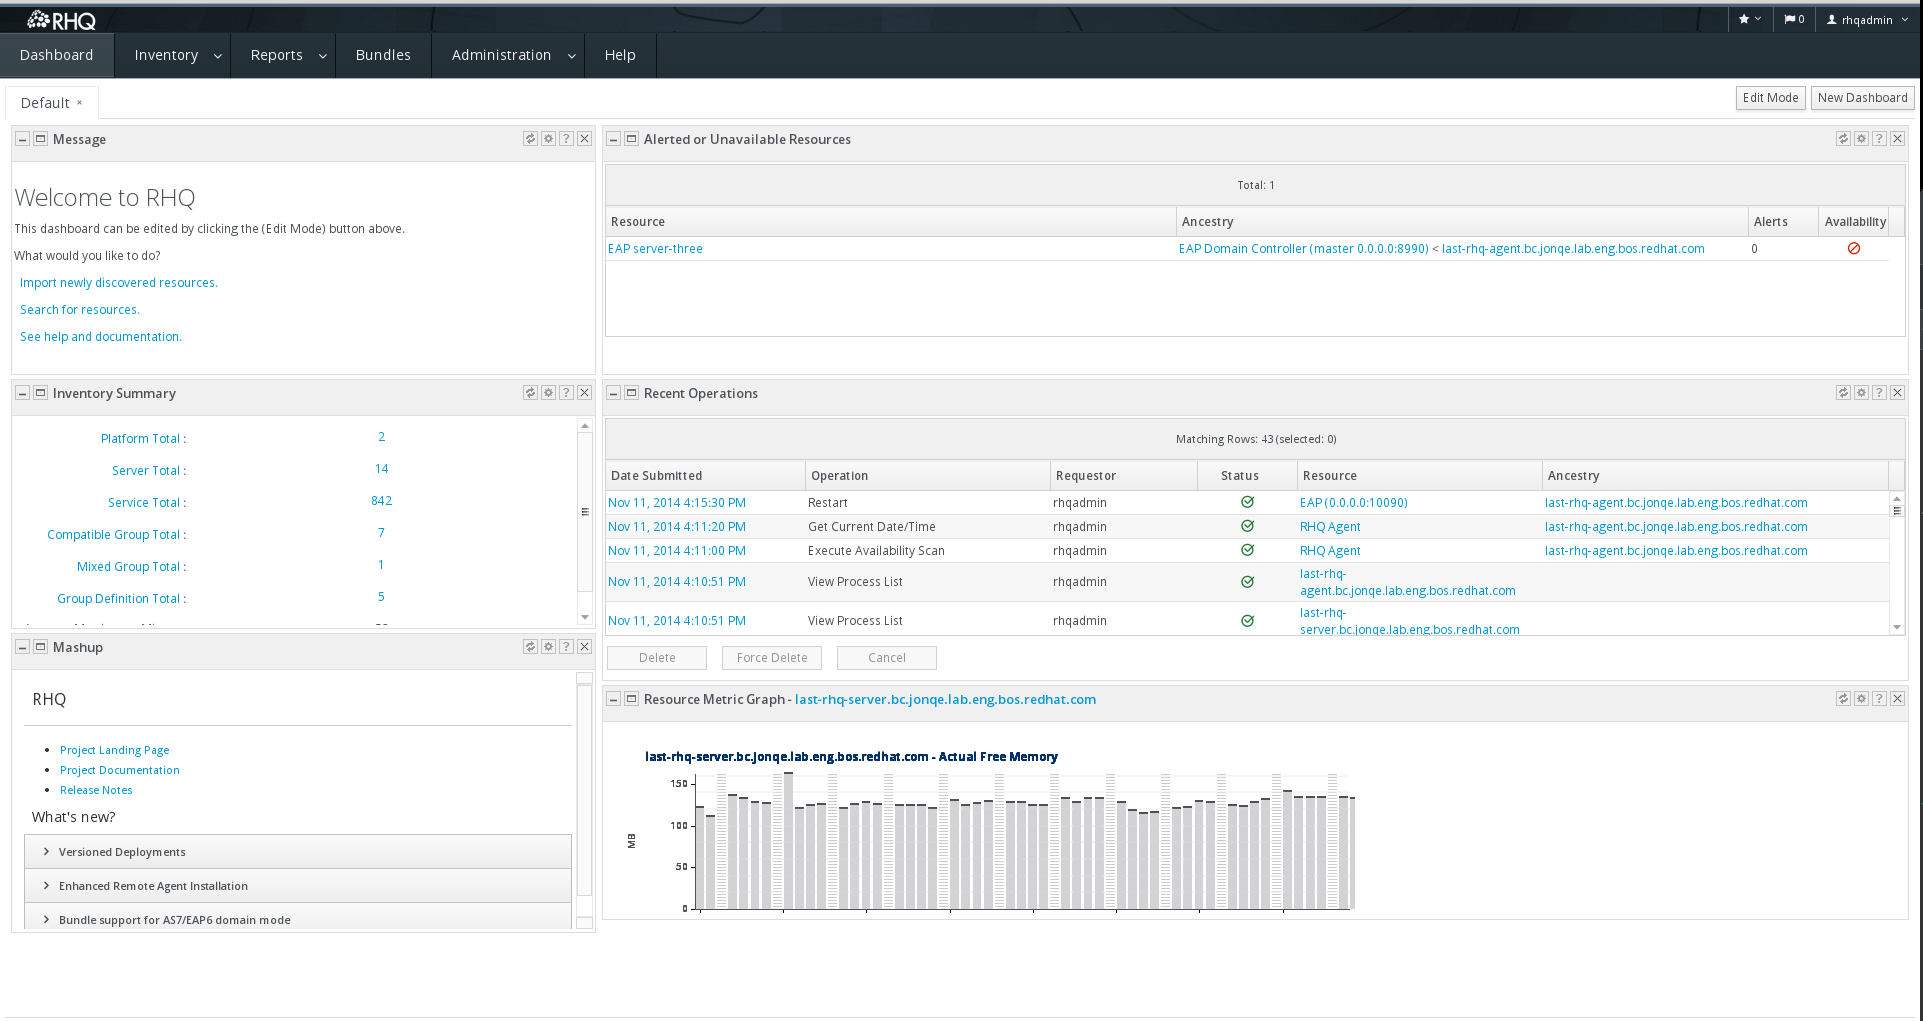 RHQ
0
rhqadmin
Dashboard
Inventory
Reports
Bundles
Administration
Help
Default ×
Edit Mode
New Dashboard
Message
Welcome to RHQ
This dashboard can be edited by clicking the (Edit Mode) button above.
What would you like to do?
Import newly discovered resources.
Search for resources.
See help and documentation.
Alerted or Unavailable Resources
?
Total: 1
Resource Ancestry Alerts Availability
EAP server-three EAP Domain Controller (master 0.0.0.0:8990) < last-rhq-agent.bc.jonqe.lab.eng.bos.redhat.com 0
Inventory Summary
?
Platform Total : 2
Server Total : 14
Service Total : 842
Compatible Group Total : 7
Mixed Group Total : 1
Group Definition Total : 5
Recent Operations
?
Matching Rows: 43 (selected: 0)
Date Submitted Operation Requestor Status Resource Ancestry
Nov 11, 2014 4:15:30 PM Restart rhqadmin EAP (0.0.0.0:10090) last-rhq-agent.bc.jonqe.lab.eng.bos.redhat.com
Nov 11, 2014 4:11:20 PM Get Current Date/Time rhqadmin RHQ Agent last-rhq-agent.bc.jonqe.lab.eng.bos.redhat.com
Nov 11, 2014 4:11:00 PM Execute Availability Scan rhqadmin RHQ Agent last-rhq-agent.bc.jonqe.lab.eng.bos.redhat.com
Nov 11, 2014 4:10:51 PM View Process List rhqadmin last-rhq-
agent.bc.jonqe.lab.eng.bos.redhat.com
Nov 11, 2014 4:10:51 PM View Process List rhqadmin last-rhq-
server.bc.jonqe.lab.eng.bos.redhat.com
Delete
Force Delete
Cancel
Mashup
?
RHQ
Project Landing Page
Project Documentation
Release Notes
What's new?
Versioned Deployments
Enhanced Remote Agent Installation
Bundle support for AS7/EAP6 domain mode
Resource Metric Graph - last-rhq-server.bc.jonqe.lab.eng.bos.redhat.com
?
last-rhq-server.bc.jonqe.lab.eng.bos.redhat.com - Actual Free Memory
150
100
MB
50
0